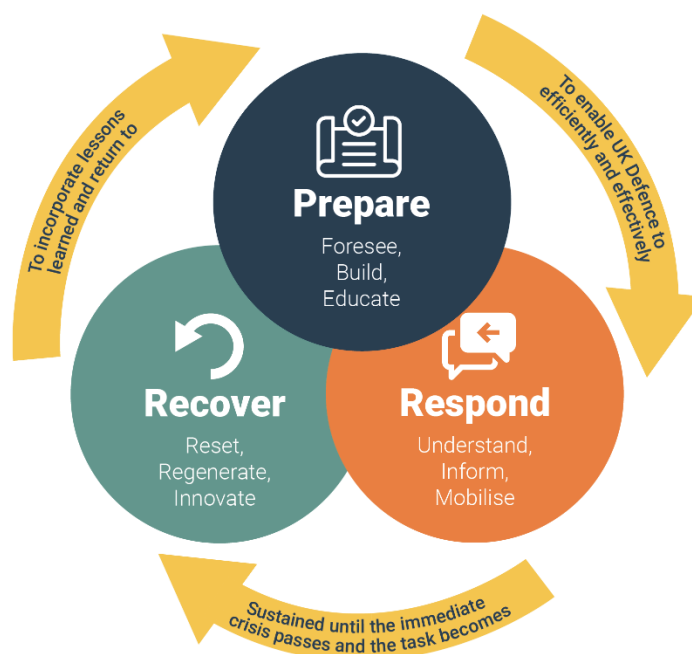 Prepare
Foresee,
Build,
Educate
To enable UK Defence to
efficiently and effectively
Respond
Understand,
Inform,
Mobilise
Sustained until the immediate
crisis passes and the task becomes
Recover
Reset,
Regenerate,
Innovate
To incorporate lessons
learned and return to